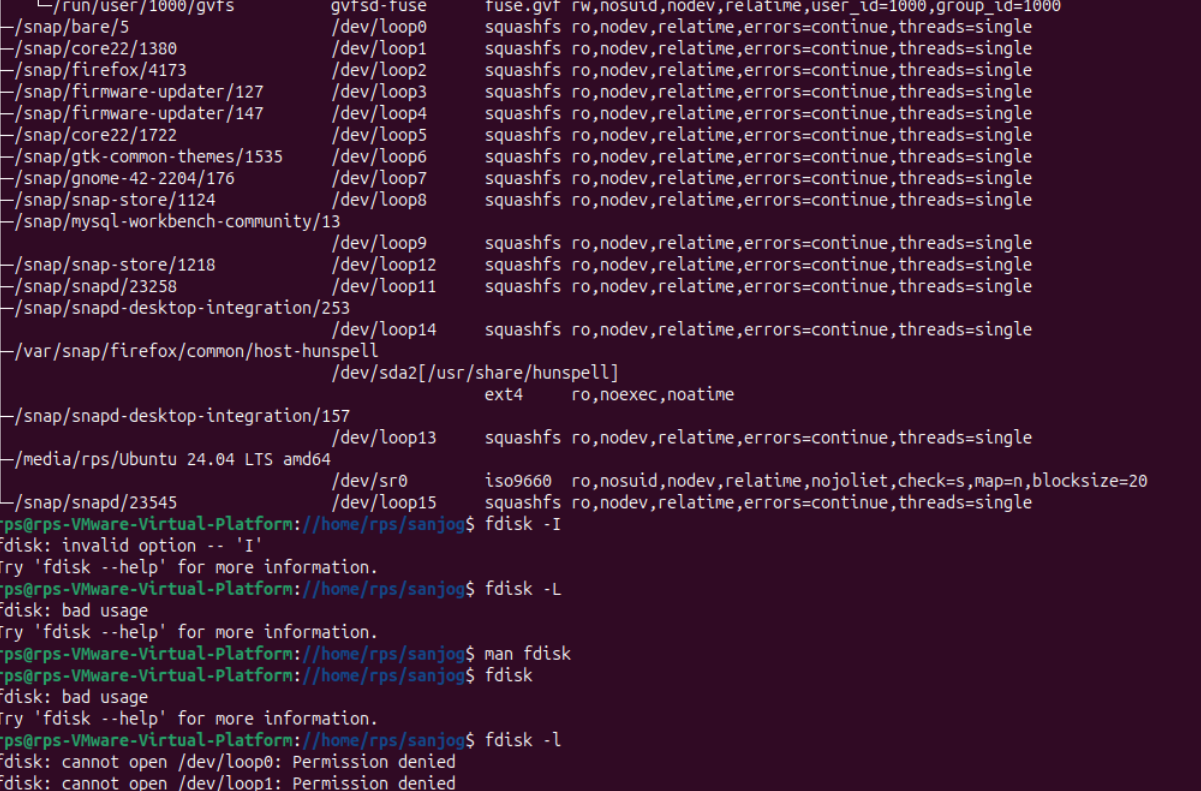 └─/run/user/1000/gvfs gvfsd-fuse fuse.gvf rw,nosuid,nodev,relatime,user_id=1000,group_id=1000
─/snap/bare/5 /dev/loop0 squashfs ro,nodev,relatime,errors=continue,threads=single
─/snap/core22/1380 /dev/loop1 squashfs ro,nodev,relatime,errors=continue,threads=single
─/snap/firefox/4173 /dev/loop2 squashfs ro,nodev,relatime,errors=continue,threads=single
─/snap/firmware-updater/127 /dev/loop3 squashfs ro,nodev,relatime,errors=continue,threads=single
─/snap/firmware-updater/147 /dev/loop4 squashfs ro,nodev,relatime,errors=continue,threads=single
─/snap/core22/1722 /dev/loop5 squashfs ro,nodev,relatime,errors=continue,threads=single
─/snap/gtk-common-themes/1535 /dev/loop6 squashfs ro,nodev,relatime,errors=continue,threads=single
─/snap/gnome-42-2204/176 /dev/loop7 squashfs ro,nodev,relatime,errors=continue,threads=single
─/snap/snap-store/1124 /dev/loop8 squashfs ro,nodev,relatime,errors=continue,threads=single
─/snap/mysql-workbench-community/13
/dev/loop9 squashfs ro,nodev,relatime,errors=continue,threads=single
─/snap/snap-store/1218 /dev/loop12 squashfs ro,nodev,relatime,errors=continue,threads=single
─/snap/snapd/23258 /dev/loop11 squashfs ro,nodev,relatime,errors=continue,threads=single
─/snap/snapd-desktop-integration/253
/dev/loop14 squashfs ro,nodev,relatime,errors=continue,threads=single
─/var/snap/firefox/common/host-hunspell
/dev/sda2[/usr/share/hunspell]
ext4 ro,noexec,noatime
─/snap/snapd-desktop-integration/157
/dev/loop13 squashfs ro,nodev,relatime,errors=continue,threads=single
─/media/rps/Ubuntu 24.04 LTS amd64
/dev/sr0 iso9660 ro,nosuid,nodev,relatime,nojoliet,check=s,map=n,blocksize=20
─/snap/snapd/23545 /dev/loop15 squashfs ro,nodev,relatime,errors=continue,threads=single
rps@rps-VMware-Virtual-Platform://home/rps/sanjog$ fdisk -I
fdisk: invalid option -- 'I'
Try 'fdisk --help' for more information.
rps@rps-VMware-Virtual-Platform://home/rps/sanjog$ fdisk -L
fdisk: bad usage
Try 'fdisk --help' for more information.
rps@rps-VMware-Virtual-Platform://home/rps/sanjog$ man fdisk
rps@rps-VMware-Virtual-Platform://home/rps/sanjog$ fdisk
fdisk: bad usage
Try 'fdisk --help' for more information.
rps@rps-VMware-Virtual-Platform://home/rps/sanjog$ fdisk -l
fdisk: cannot open /dev/loop0: Permission denied
fdisk: cannot open /dev/loop1: Permission denied